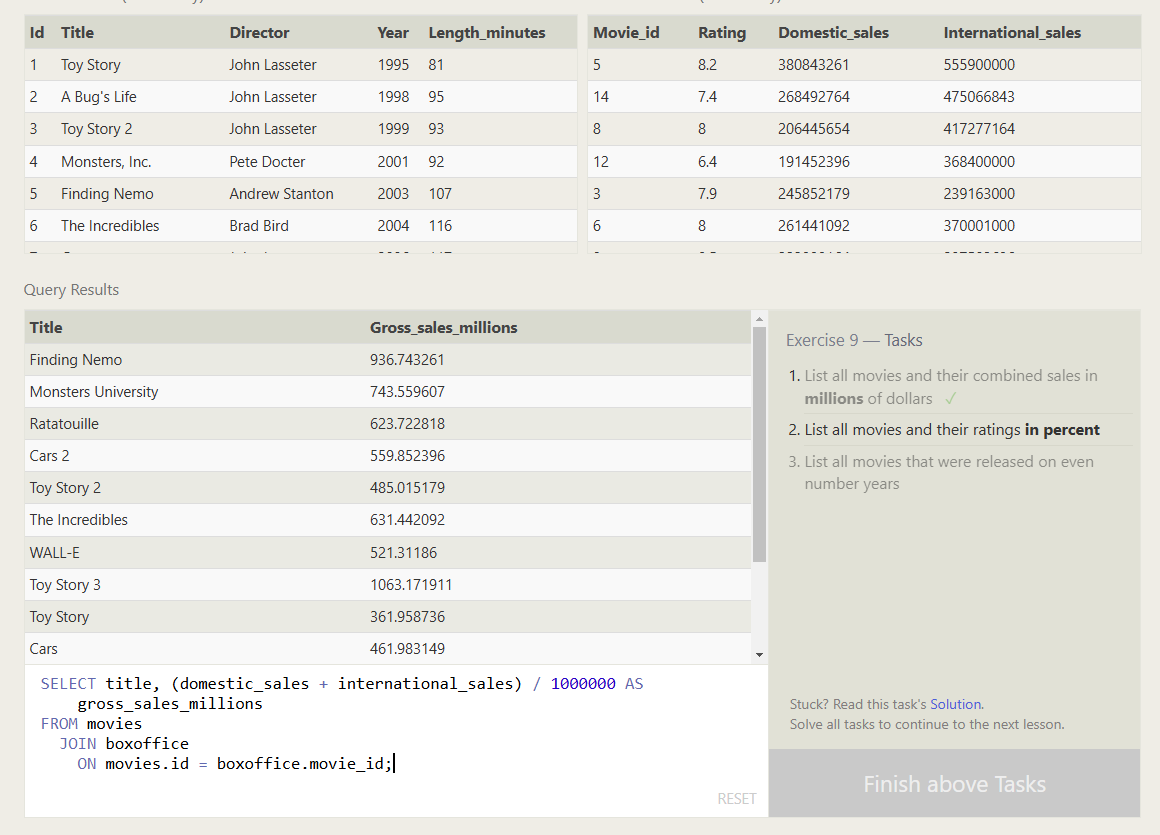 Id Title Director Year Length_minutes
1 Toy Story John Lasseter 1995 81
2 A Bug's Life John Lasseter 1998 95
3 Toy Story 2 John Lasseter 1999 93
4 Monsters, Inc. Pete Docter 2001 92
5 Finding Nemo Andrew Stanton 2003 107
6 The Incredibles Brad Bird 2004 116
Movie_id Rating Domestic_sales International_sales
5 8.2 380843261 555900000
14 7.4 268492764 475066843
8 8 206445654 417277164
12 6.4 191452396 368400000
3 7.9 245852179 239163000
6 8 261441092 370001000
Query Results
Title Gross_sales_millions
Finding Nemo 936.743261
Monsters University 743.559607
Ratatouille 623.722818
Cars 2 559.852396
Toy Story 2 485.015179
The Incredibles 631.442092
WALL-E 521.31186
Toy Story 3 1063.171911
Toy Story 361.958736
Cars 461.983149
SELECT title, (domestic_sales + international_sales) / 1000000 AS
gross_sales_millions
FROM movies
JOIN boxoffice
ON movies.id = boxoffice.movie_id;
RESET
Exercise 9 — Tasks
1. List all movies and their combined sales in
millions of dollars ✓
2. List all movies and their ratings in percent
3. List all movies that were released on even
number years
Stuck? Read this task's Solution.
Solve all tasks to continue to the next lesson.
Finish above Tasks